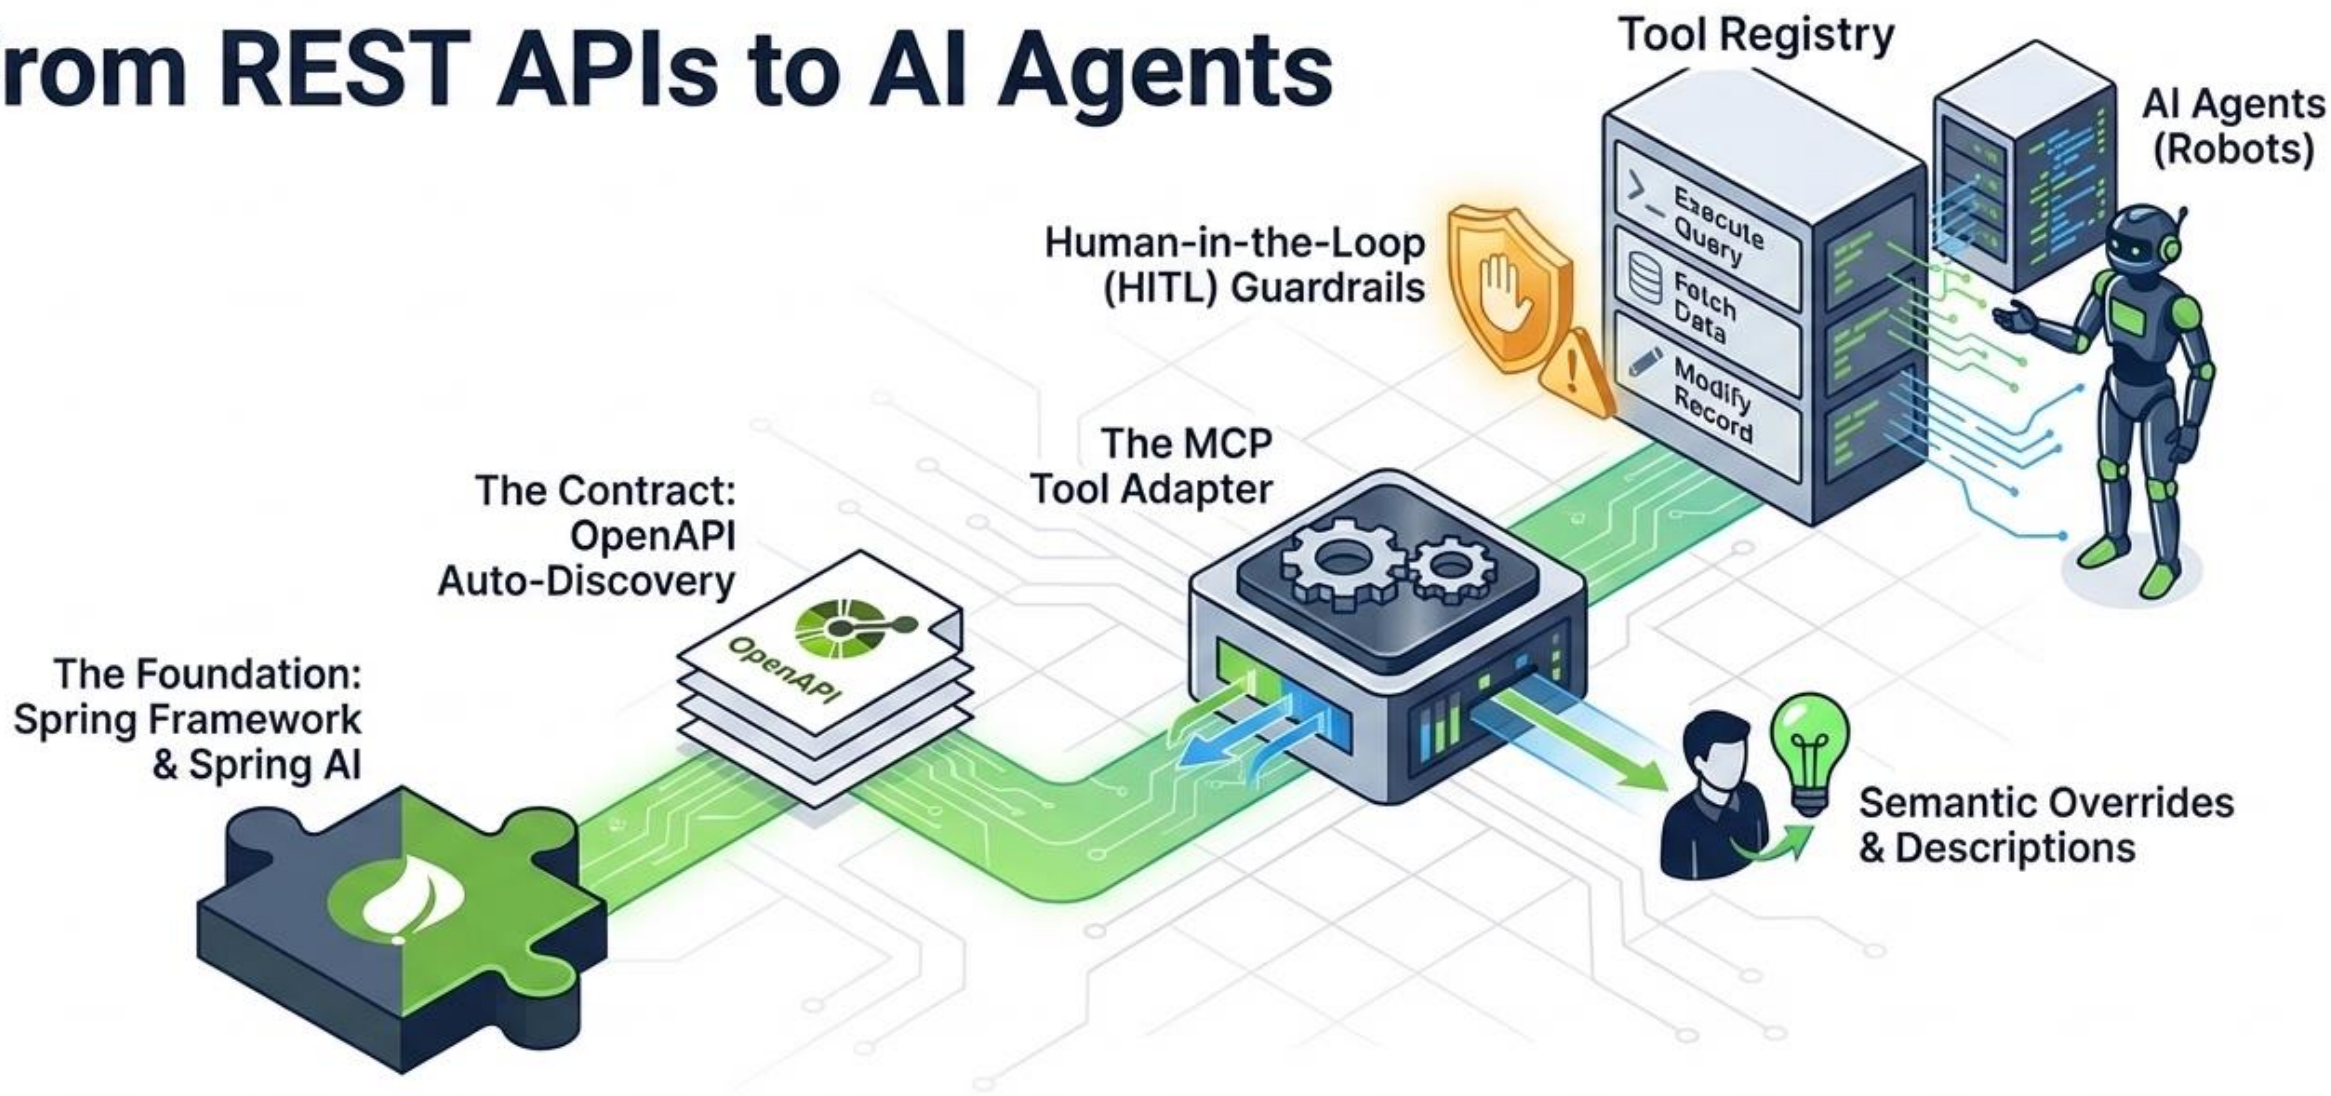 rom REST APIs to AI Agents
Tool Registry
AI Agents
(Robots)
Execute
Query
Fetch
Data
Modify
Record
Human-in-the-Loop
(HITL) Guardrails
The MCP
Tool Adapter
The Contract:
OpenAPI
Auto-Discovery
OpenAPI
The Foundation:
Spring Framework
& Spring AI
Semantic Overrides
& Descriptions